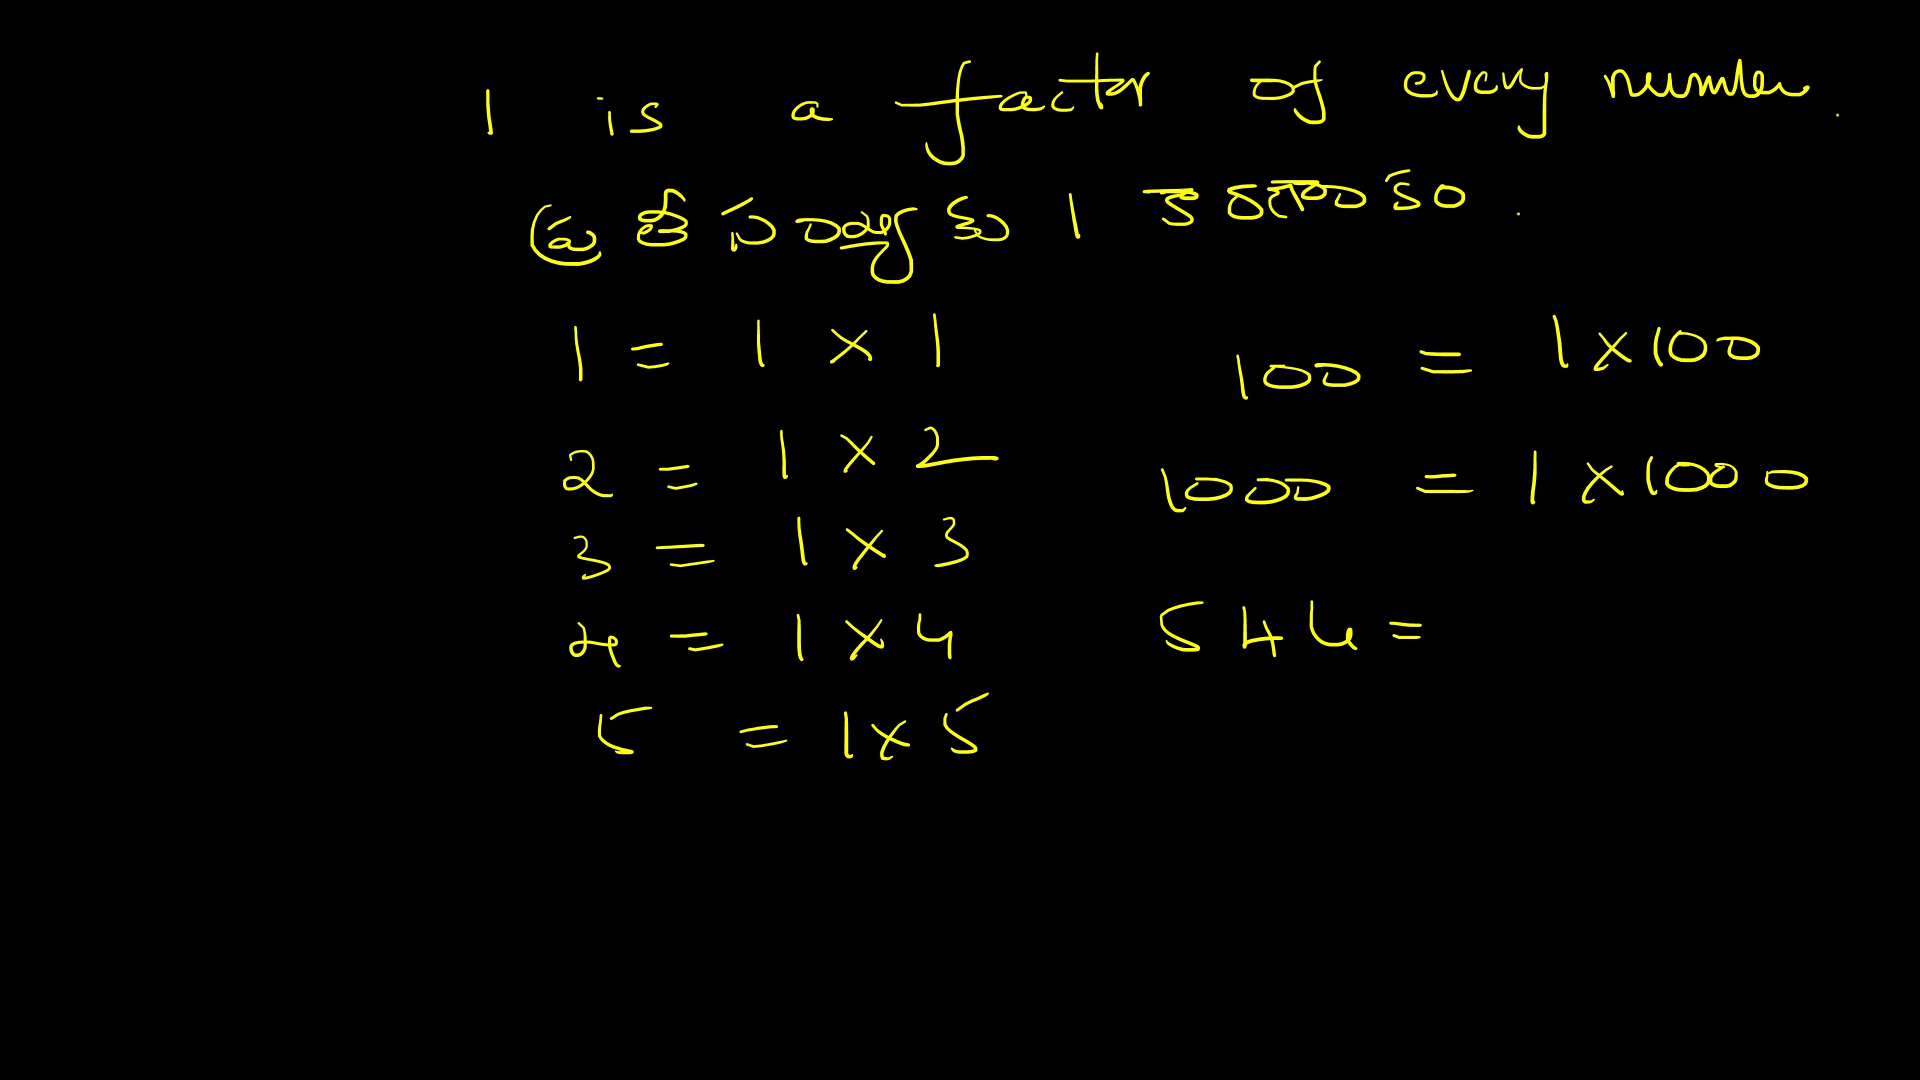 1 is a factor of every number.
ప్రతి సంఖ్యకు 1 కారణాంకం.
1 = 1 × 1
2 = 1 × 2
3 = 1 × 3
4 = 1 × 4
5 = 1 × 5
100 = 1 × 100
1000 = 1 × 1000
544 =